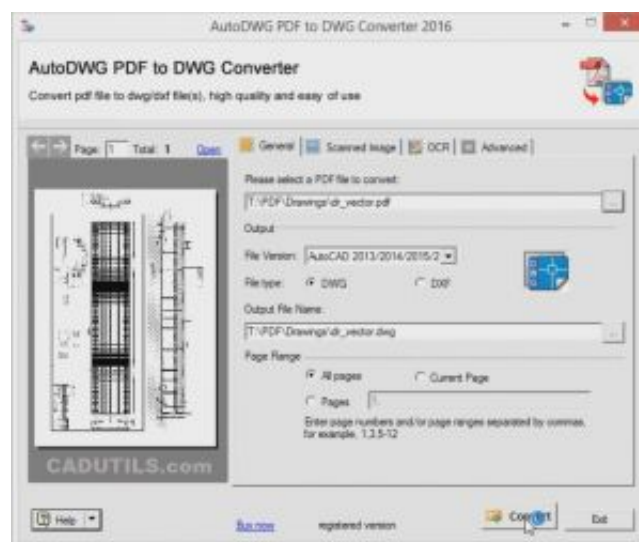 AutoDWG PDF to DWG Converter 2016
AutoDWG PDF to DWG Converter
Convert pdf file to dwg/dxf file(s), high quality and easy of use
Page: 1 Total: 1 Open
General Scanned Image OCR Advanced
Please select a PDF file to convert:
T:\PDF\Drawings\dr_vector.pdf
Output
File Version: AutoCAD 2013/2014/2015/2
File type: DWG DXF
Output File Name:
T:\PDF\Drawings\dr_vector.dwg
Page Range
All pages Current Page
Pages 1
Enter page numbers and/or page ranges separated by commas,
for example, 1,3,5-12
CADUTILS.com
Help Buy now registered version Convert Exit